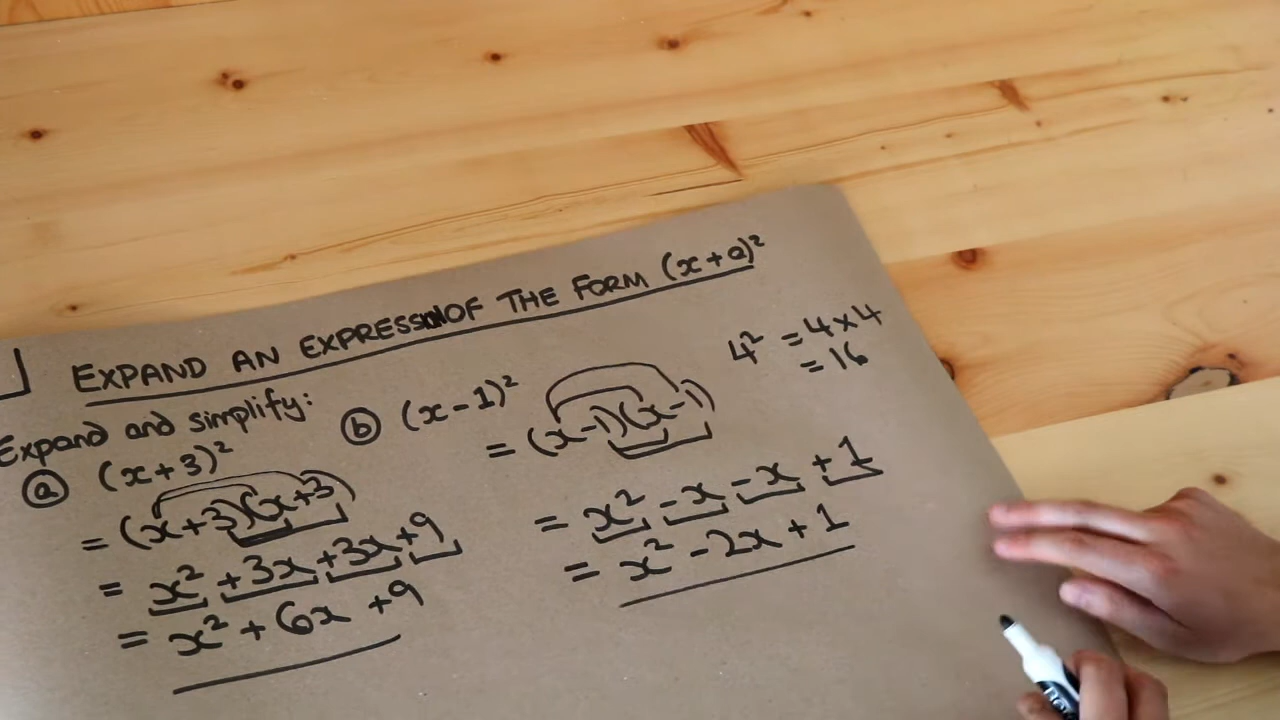 EXPAND AN EXPRESSION OF THE FORM (x+a)²
Expand and simplify:
ⓐ (x+3)²
= (x+3)(x+3)
= x² +3x +3x +9
= x² + 6x +9
ⓑ (x-1)²
= (x-1)(x-1)
= x² -x -x +1
= x² -2x +1
4² = 4×4
= 16